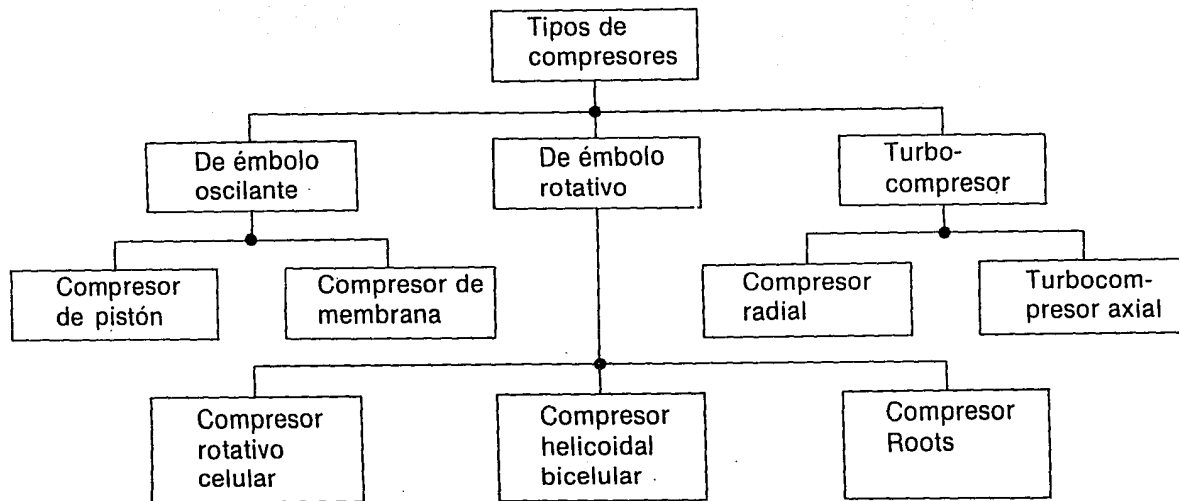 Tipos de
compresores
De émbolo
oscilante
De émbolo
rotativo
Turbo-
compresor
Compresor
de pistón
Compresor de
membrana
Compresor
radial
Turbocom-
presor axial
Compresor
rotativo
celular
Compresor
helicoidal
bicelular
Compresor
Roots